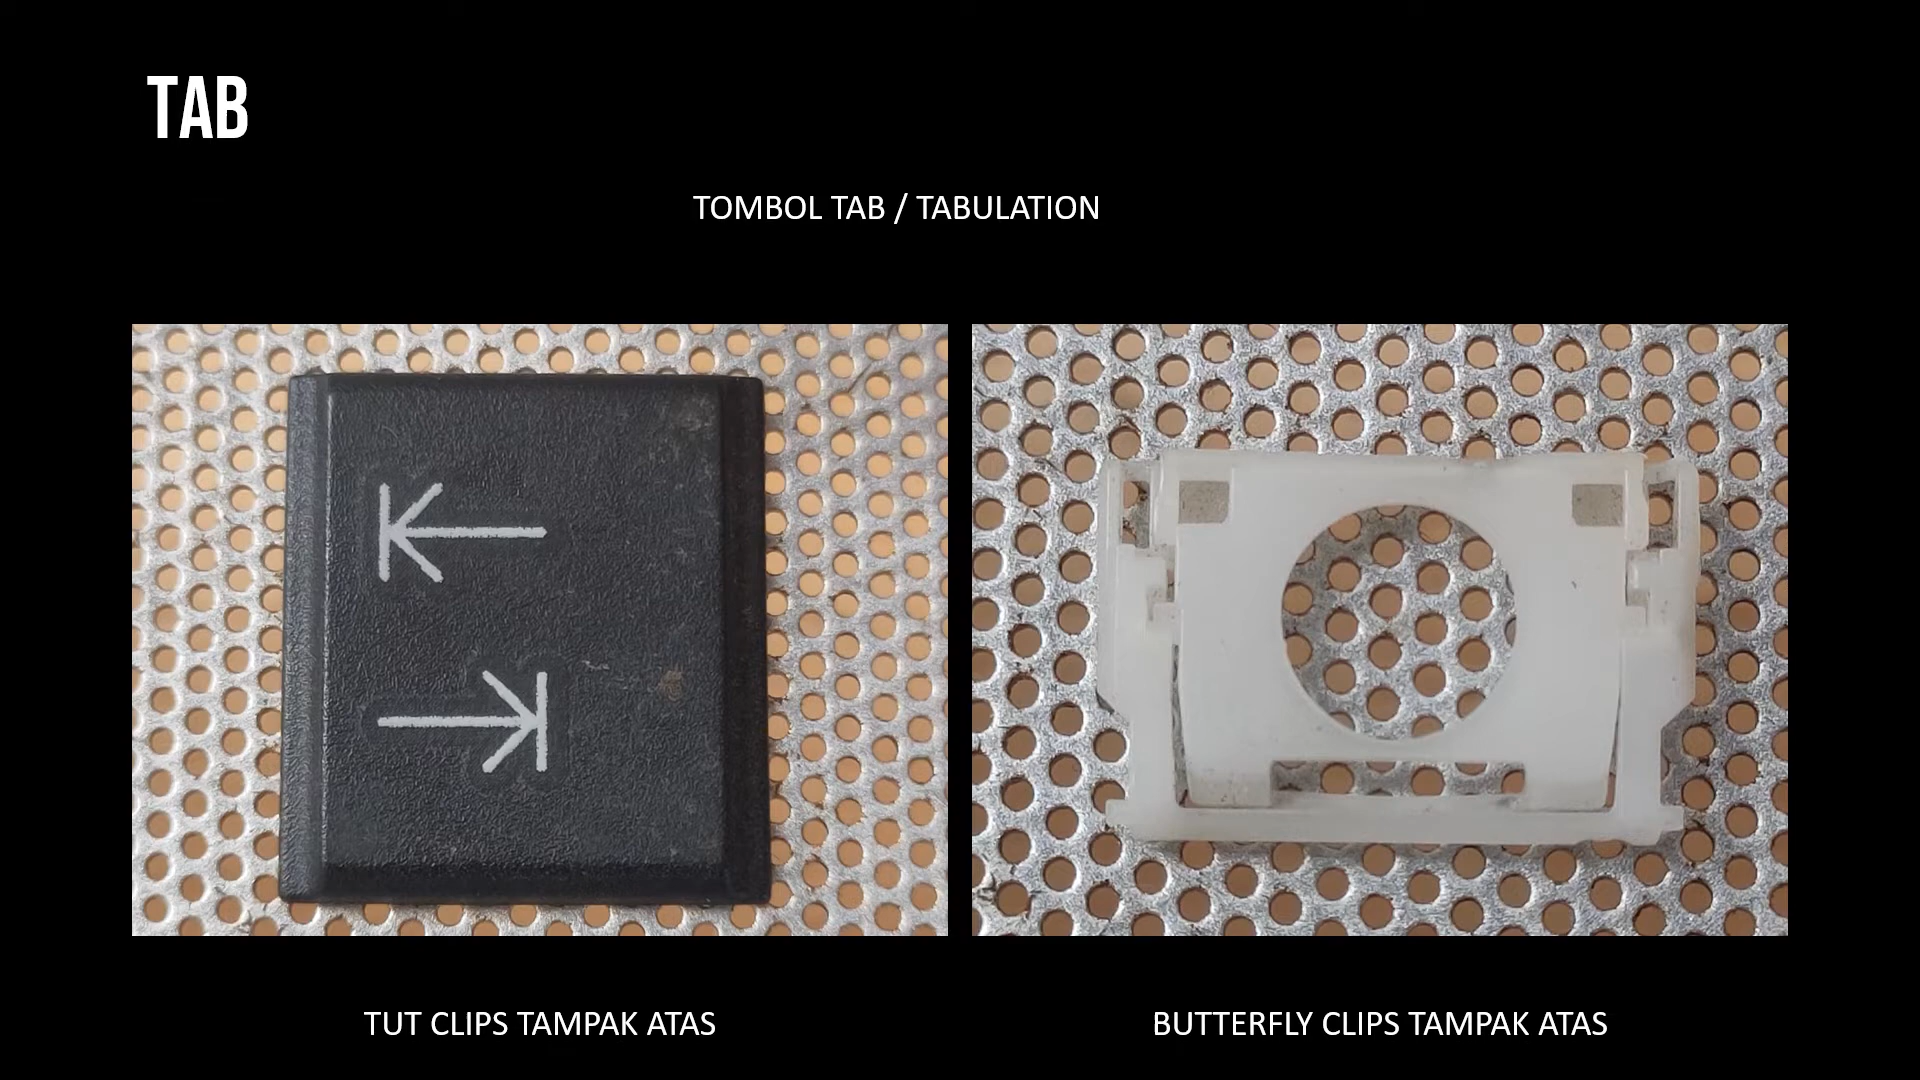 TAB
TOMBOL TAB / TABULATION
TUT CLIPS TAMPAK ATAS
BUTTERFLY CLIPS TAMPAK ATAS